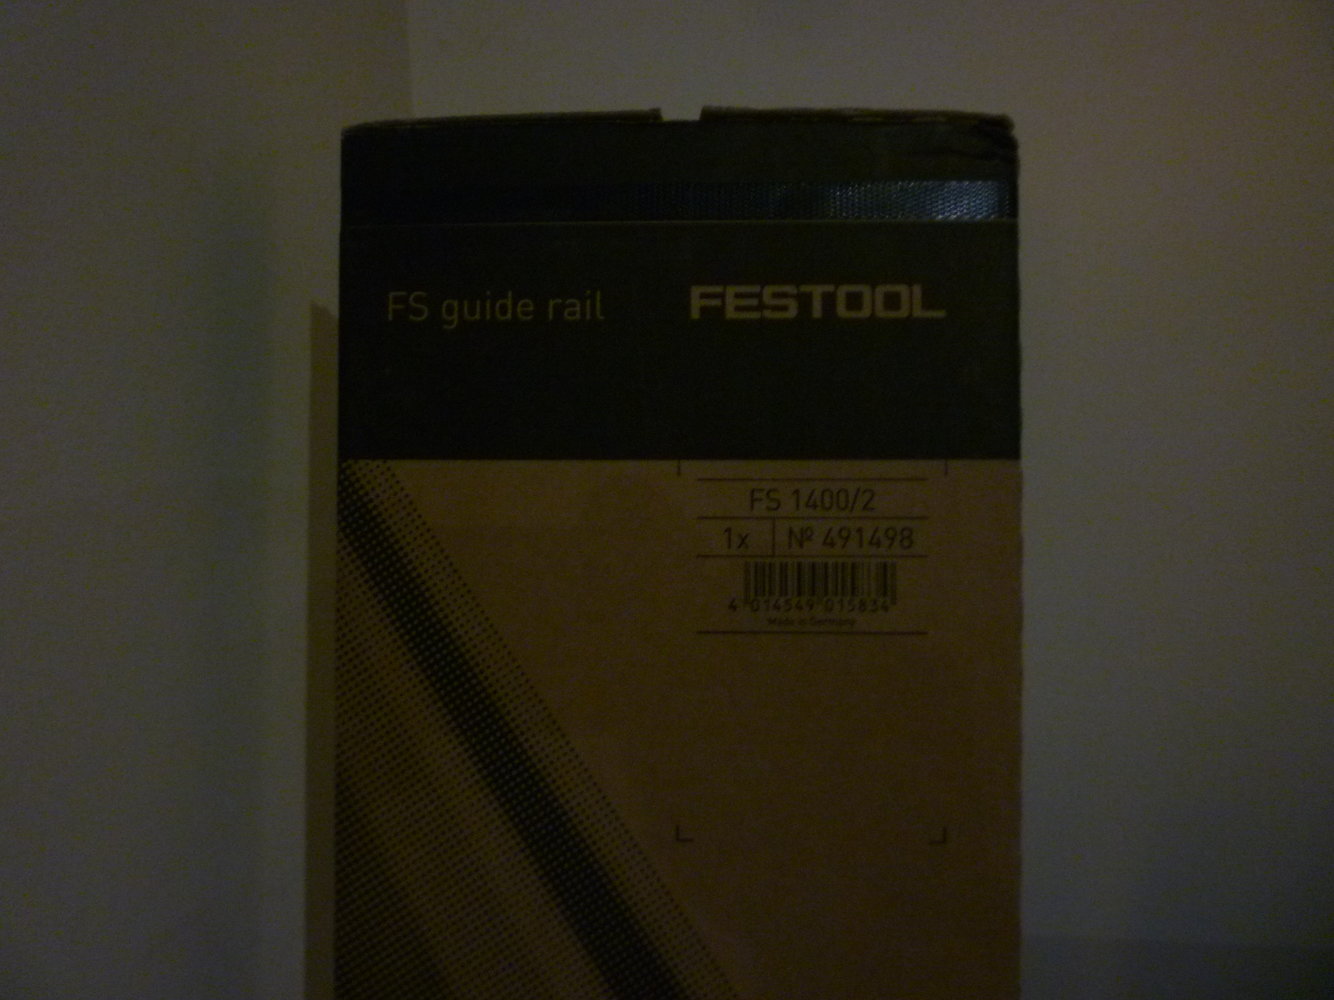 FS guide rail
FESTOOL
FS 1400/2
1x
Nº 491498
4 014549 015834
Made in Germany